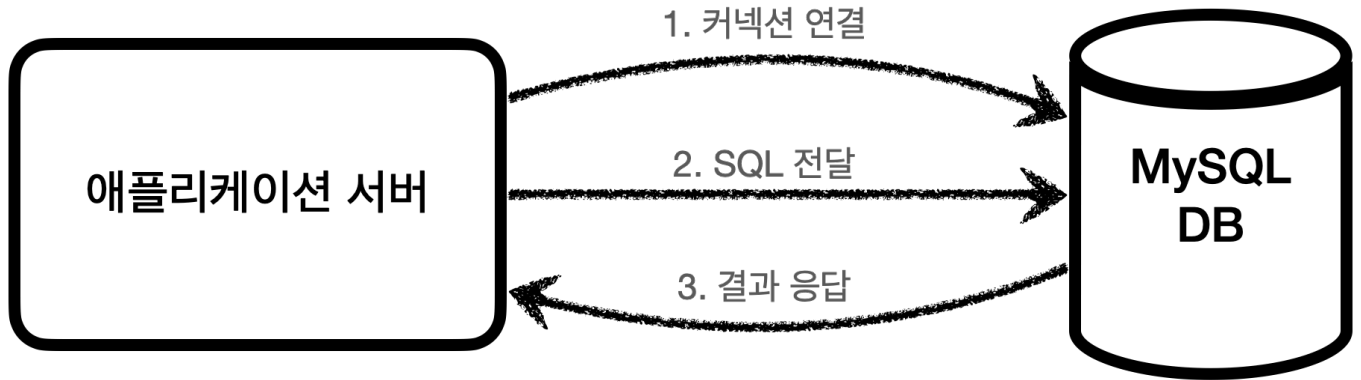 1. 커넥션 연결
애플리케이션 서버
2. SQL 전달
3. 결과 응답
MySQL
DB